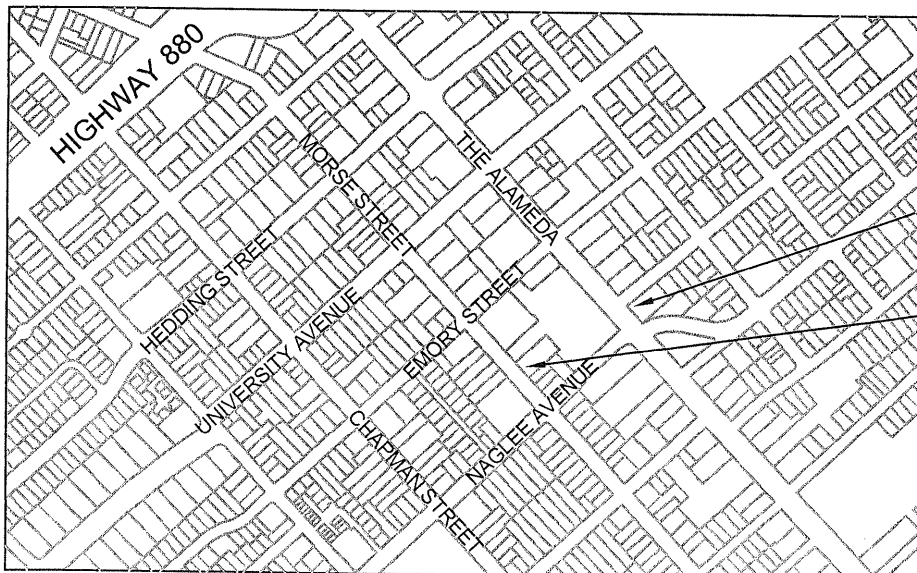 HIGHWAY 880
THE ALAMEDA
MORSE STREET
HEDDING STREET
UNIVERSITY AVENUE
EMORY STREET
NAGLEE AVENUE
CHAPMAN STREET